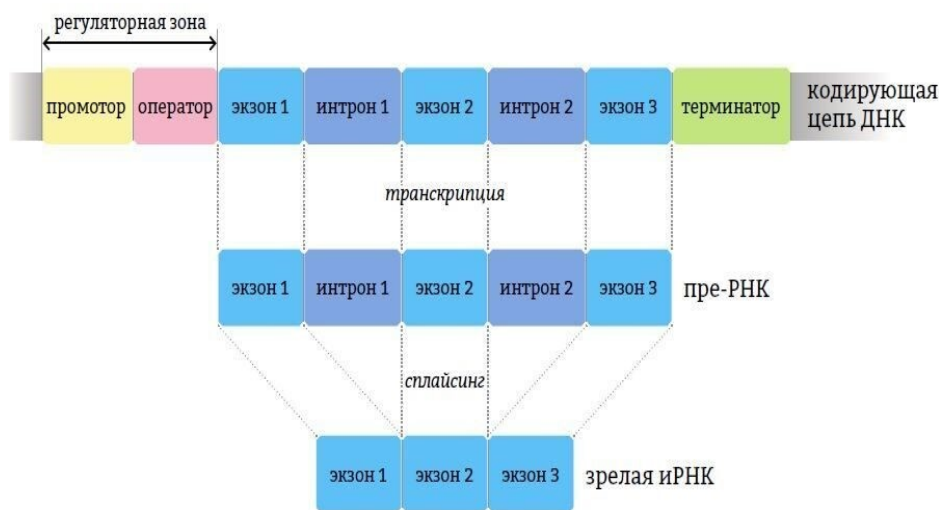 регуляторная зона
промотор оператор экзон 1 интрон 1 экзон 2 интрон 2 экзон 3 терминатор кодирующая
цепь ДНК
транскрипция
экзон 1 интрон 1 экзон 2 интрон 2 экзон 3 пре-РНК
сплайсинг
экзон 1 экзон 2 экзон 3 зрелая иРНК